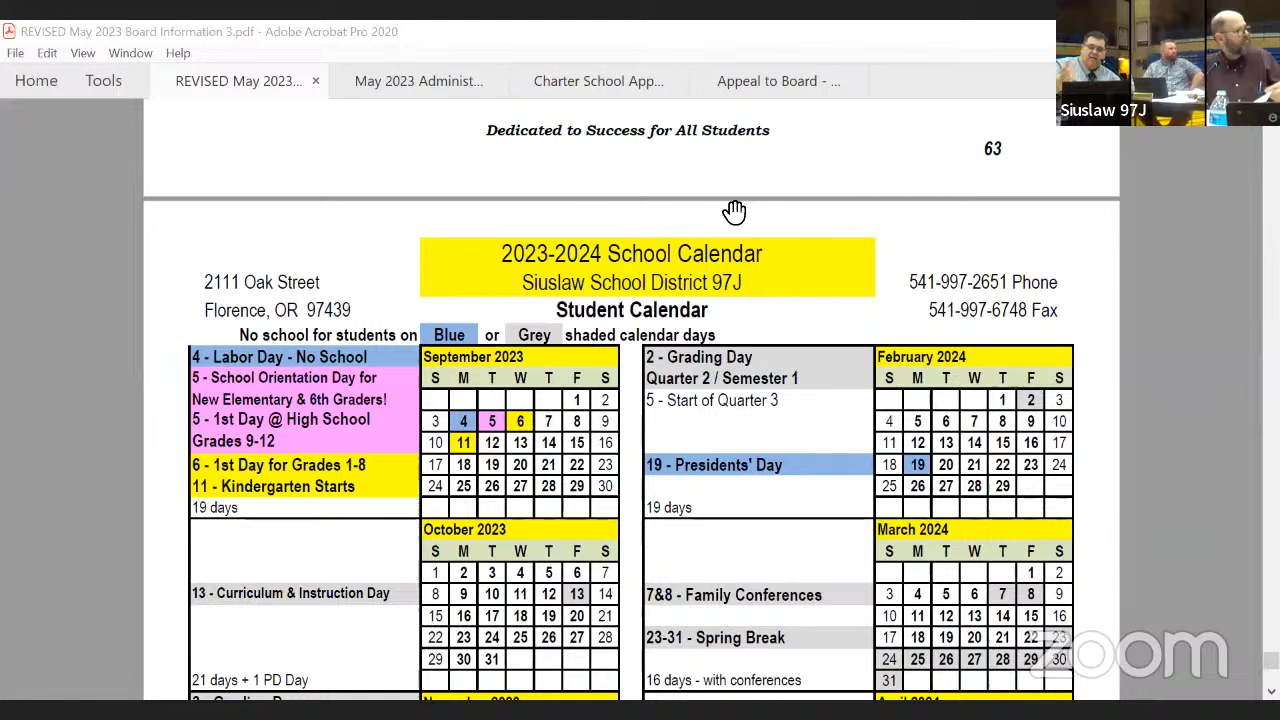 REVISED May 2023 Board Information 3.pdf - Adobe Acrobat Pro 2020
File Edit View Window Help
Home Tools REVISED May 2023... × May 2023 Administ... Charter School App... Appeal to Board - ...
Siuslaw 97J
Dedicated to Success for All Students
63
2023-2024 School Calendar
2111 Oak Street Siuslaw School District 97J 541-997-2651 Phone
Florence, OR 97439 Student Calendar 541-997-6748 Fax
No school for students on Blue or Grey shaded calendar days
4 - Labor Day - No School
5 - School Orientation Day for
New Elementary & 6th Graders!
5 - 1st Day @ High School
Grades 9-12
6 - 1st Day for Grades 1-8
11 - Kindergarten Starts
19 days
September 2023
S M T W T F S
1 2
3 4 5 6 7 8 9
10 11 12 13 14 15 16
17 18 19 20 21 22 23
24 25 26 27 28 29 30
2 - Grading Day
Quarter 2 / Semester 1
5 - Start of Quarter 3
19 - Presidents' Day
19 days
February 2024
S M T W T F S
1 2 3
4 5 6 7 8 9 10
11 12 13 14 15 16 17
18 19 20 21 22 23 24
25 26 27 28 29
13 - Curriculum & Instruction Day
21 days + 1 PD Day
October 2023
S M T W T F S
1 2 3 4 5 6 7
8 9 10 11 12 13 14
15 16 17 18 19 20 21
22 23 24 25 26 27 28
29 30 31
7&8 - Family Conferences
23-31 - Spring Break
16 days - with conferences
March 2024
S M T W T F S
1 2
3 4 5 6 7 8 9
10 11 12 13 14 15 16
17 18 19 20 21 22 23
24 25 26 27 28 29 30
31
zoom